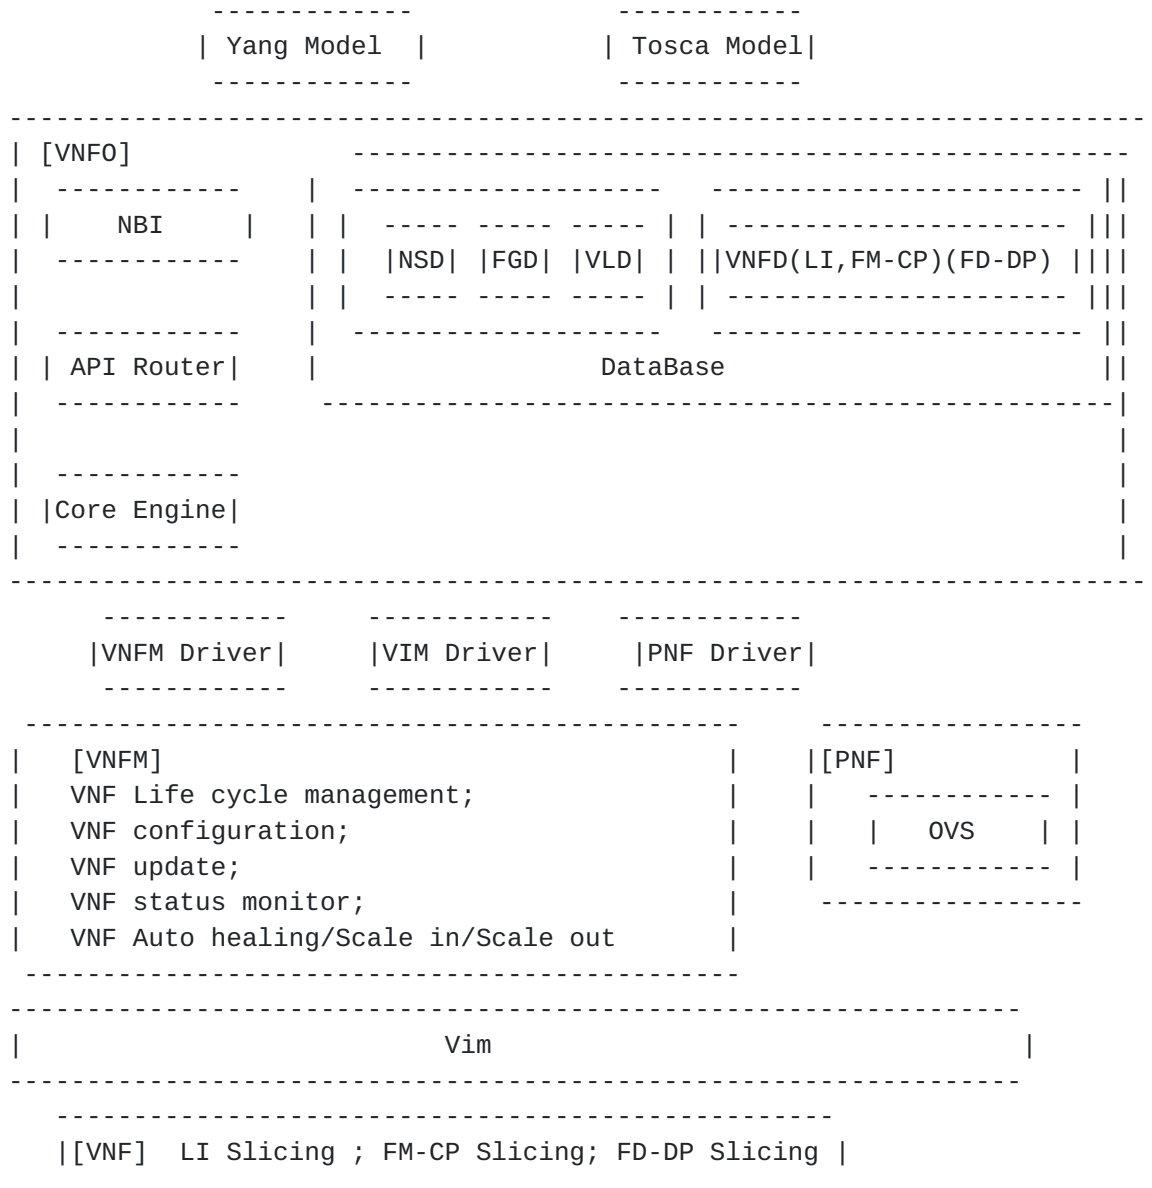 Yang Model Tosca Model
[VNFO]
NBI
NSD FGD VLD VNFD(LI,FM-CP)(FD-DP)
API Router DataBase
Core Engine
VNFM Driver VIM Driver PNF Driver
[VNFM] [PNF]
VNF Life cycle management;
VNF configuration; OVS
VNF update;
VNF status monitor;
VNF Auto healing/Scale in/Scale out
Vim
[VNF] LI Slicing ; FM-CP Slicing; FD-DP Slicing